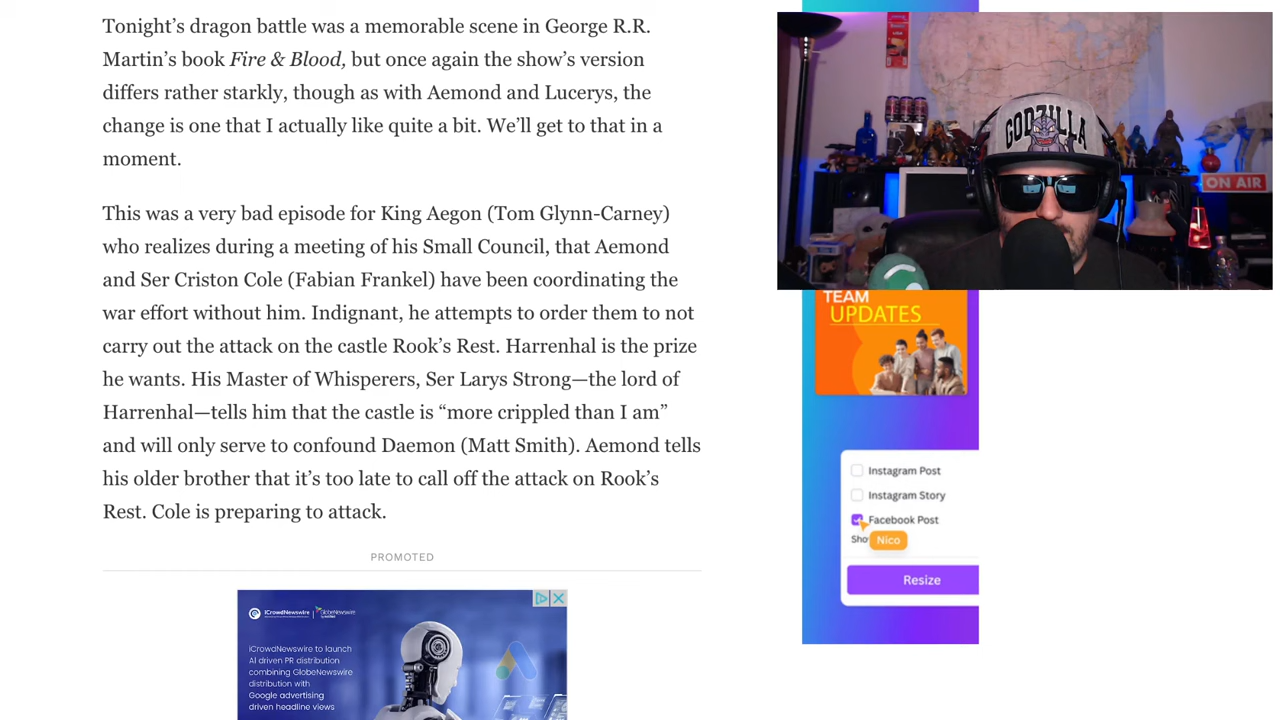 Tonight’s dragon battle was a memorable scene in George R.R.
Martin’s book Fire & Blood, but once again the show’s version
differs rather starkly, though as with Aemond and Lucerys, the
change is one that I actually like quite a bit. We’ll get to that in a
moment.
This was a very bad episode for King Aegon (Tom Glynn-Carney)
who realizes during a meeting of his Small Council, that Aemond
and Ser Criston Cole (Fabian Frankel) have been coordinating the
war effort without him. Indignant, he attempts to order them to not
carry out the attack on the castle Rook’s Rest. Harrenhal is the prize
he wants. His Master of Whisperers, Ser Larys Strong—the lord of
Harrenhal—tells him that the castle is “more crippled than I am”
and will only serve to confound Daemon (Matt Smith). Aemond tells
his older brother that it’s too late to call off the attack on Rook’s
Rest. Cole is preparing to attack.
PROMOTED
iCrowdNewswire
iCrowdNewswire to launch
AI driven PR distribution
combining GlobeNewswire
distribution with
Google advertising
driven headline views
GODZILLA
ON AIR
TEAM
UPDATES
Instagram Post
Instagram Story
Facebook Post
Sho
Nico
Resize